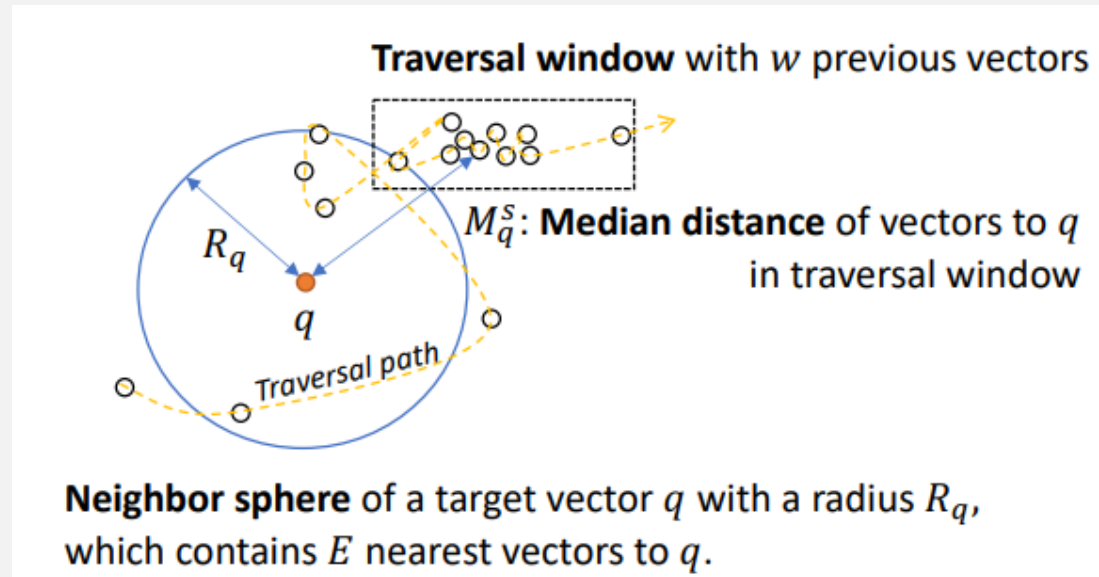 Traversal window with w previous vectors
R_q
q
M_q^s: Median distance of vectors to q
in traversal window
Traversal path
Neighbor sphere of a target vector q with a radius R_q,
which contains E nearest vectors to q.